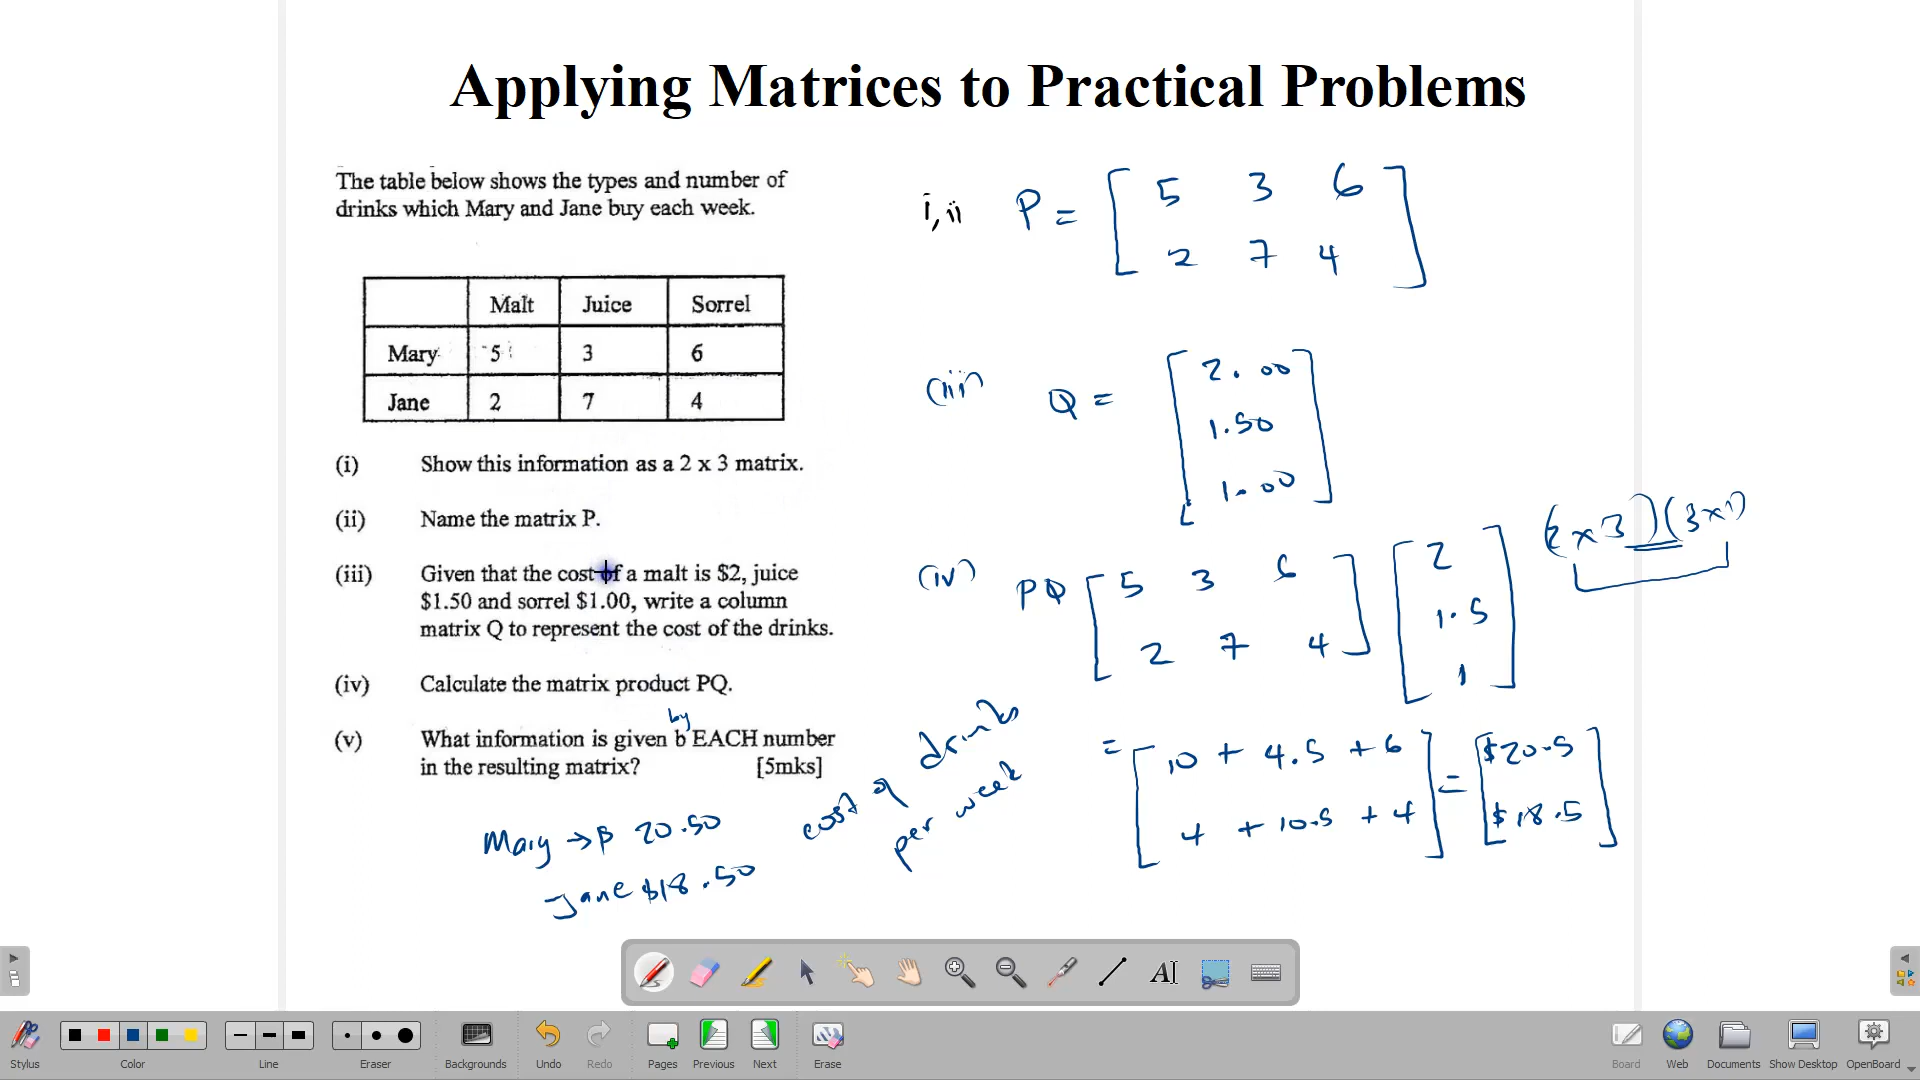 Applying Matrices to Practical Problems
The table below shows the types and number of
drinks which Mary and Jane buy each week.
Malt Juice Sorrel
Mary 5 3 6
Jane 2 7 4
(i) Show this information as a 2 x 3 matrix.
(ii) Name the matrix P.
(iii) Given that the cost of a malt is $2, juice
$1.50 and sorrel $1.00, write a column
matrix Q to represent the cost of the drinks.
(iv) Calculate the matrix product PQ.
by
(v) What information is given b EACH number
in the resulting matrix? [5mks]
Mary → $ 20.50
Jane $18.50
cost of drinks
per week
i, ii P = [ 5 3 6
2 7 4 ]
(iii) Q = [ 2.00
1.50
1.00 ]
(2 x 3)(3 x 1)
(iv) PQ [ 5 3 6 ] [ 2
1.5
2 7 4 1 ]
= [ 10 + 4.5 + 6 ] = [ $20.5
4 + 10.5 + 4 $18.5 ]
AI
Stylus Color Line Eraser Backgrounds Undo Redo Pages Previous Next Erase Board Web Documents Show Desktop OpenBoard